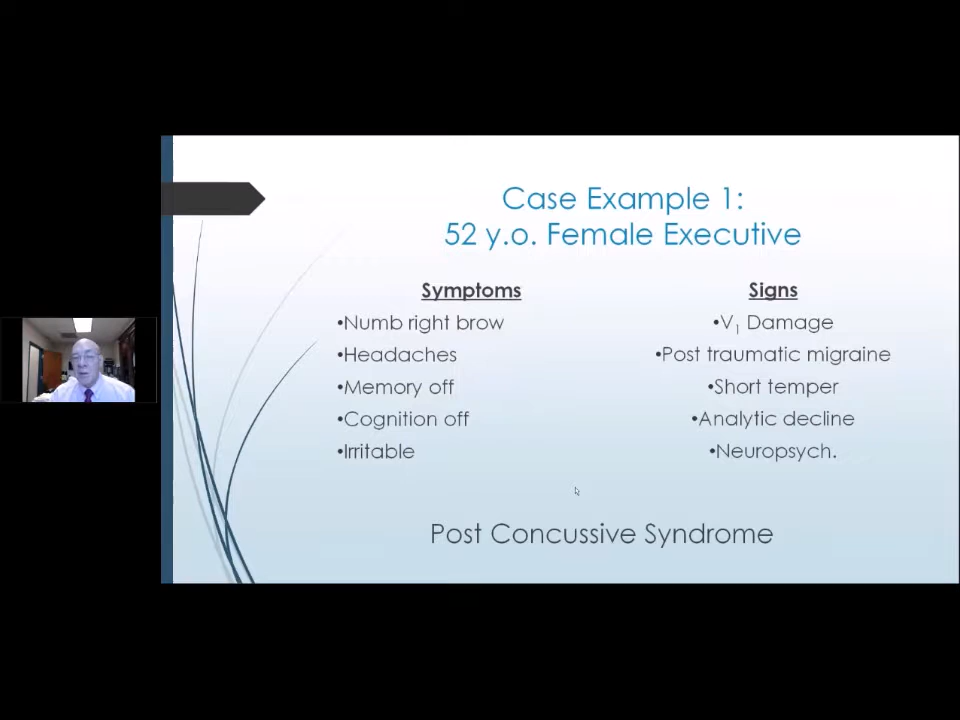 Case Example 1:
52 y.o. Female Executive
Symptoms
•Numb right brow
•Headaches
•Memory off
•Cognition off
•Irritable
Signs
•V₁ Damage
•Post traumatic migraine
•Short temper
•Analytic decline
•Neuropsych.
Post Concussive Syndrome